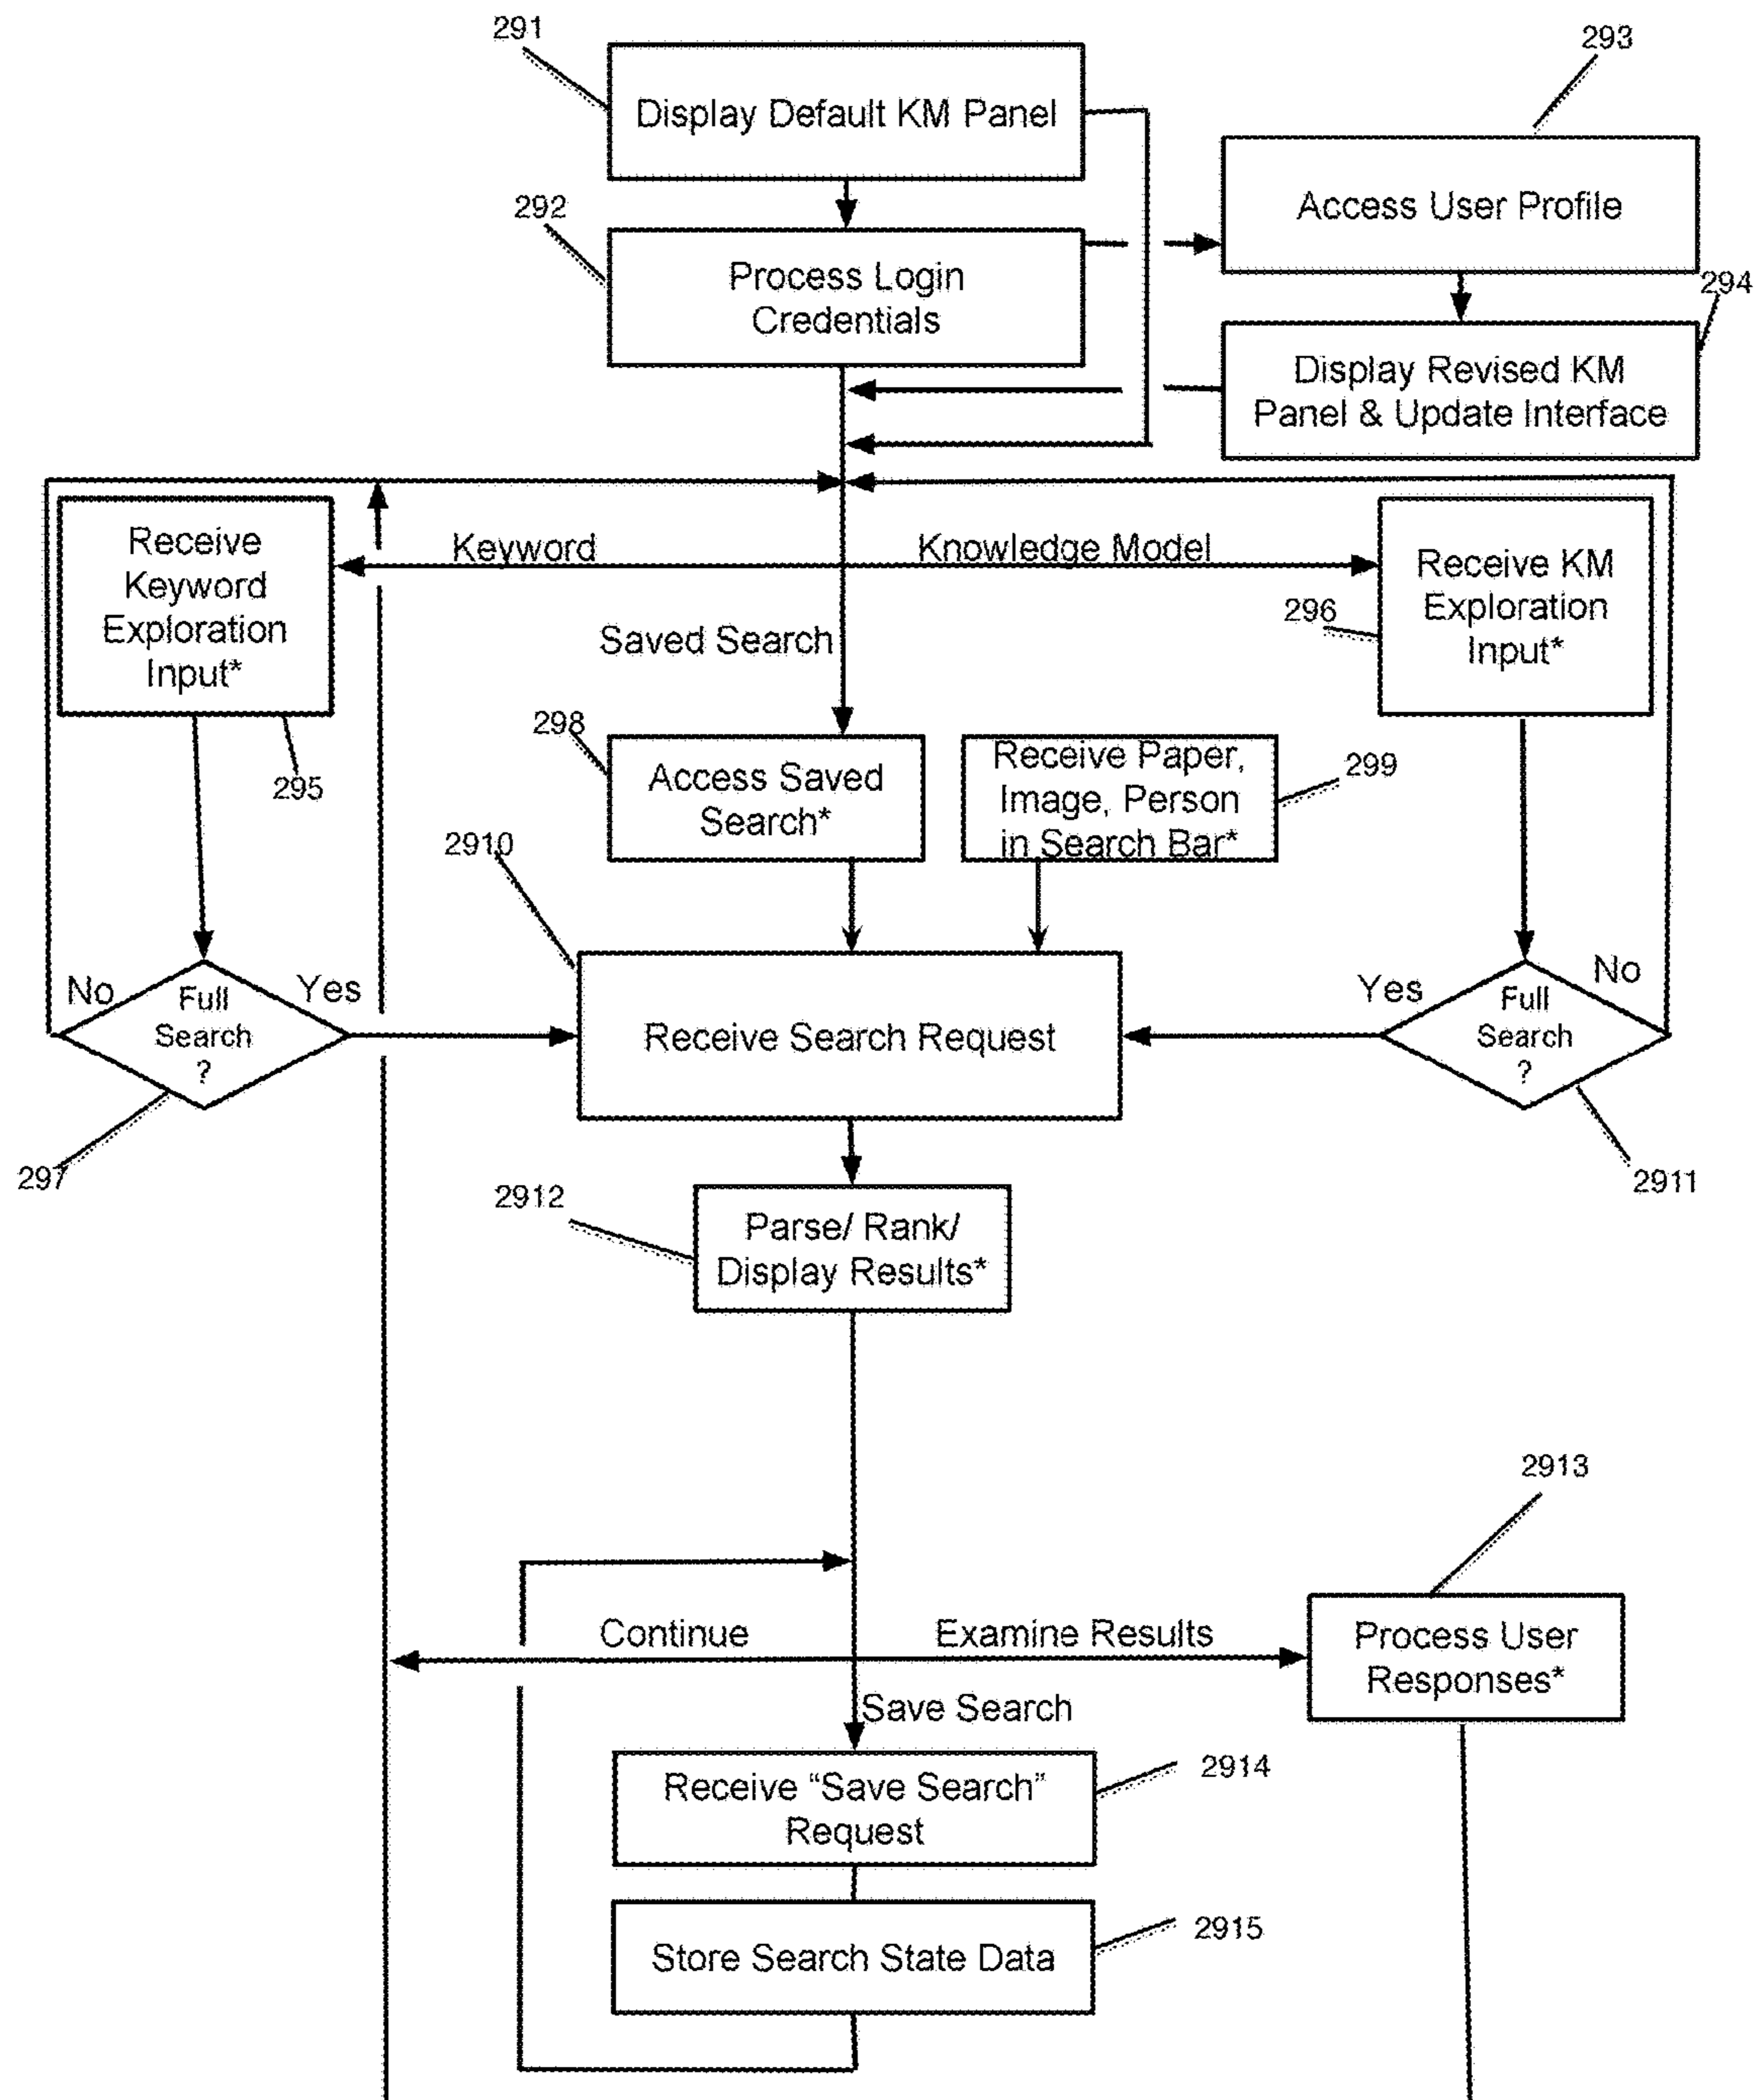 291
Display Default KM Panel
293
Access User Profile
292
Process Login
Credentials
294
Display Revised KM
Panel & Update Interface
Receive
Keyword
Exploration
Input*
295
Keyword
Knowledge Model
Receive KM
Exploration
Input*
296
Saved Search
298
Access Saved
Search*
Receive Paper,
Image, Person
in Search Bar*
299
2910
Receive Search Request
No
Full
Search
?
Yes
297
Yes
Full
Search
?
No
2911
2912
Parse/ Rank/
Display Results*
2913
Process User
Responses*
Continue
Examine Results
Save Search
Receive “Save Search”
Request
2914
Store Search State Data
2915